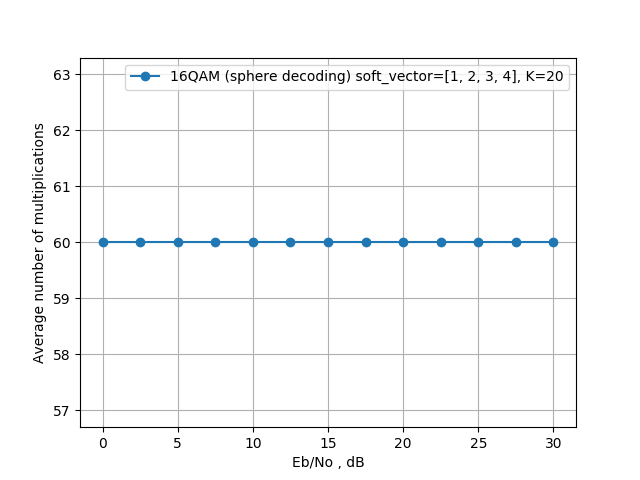 16QAM (sphere decoding) soft_vector=[1, 2, 3, 4], K=20
63
62
61
60
59
58
57
Average number of multiplications
0 5 10 15 20 25 30
Eb/No , dB